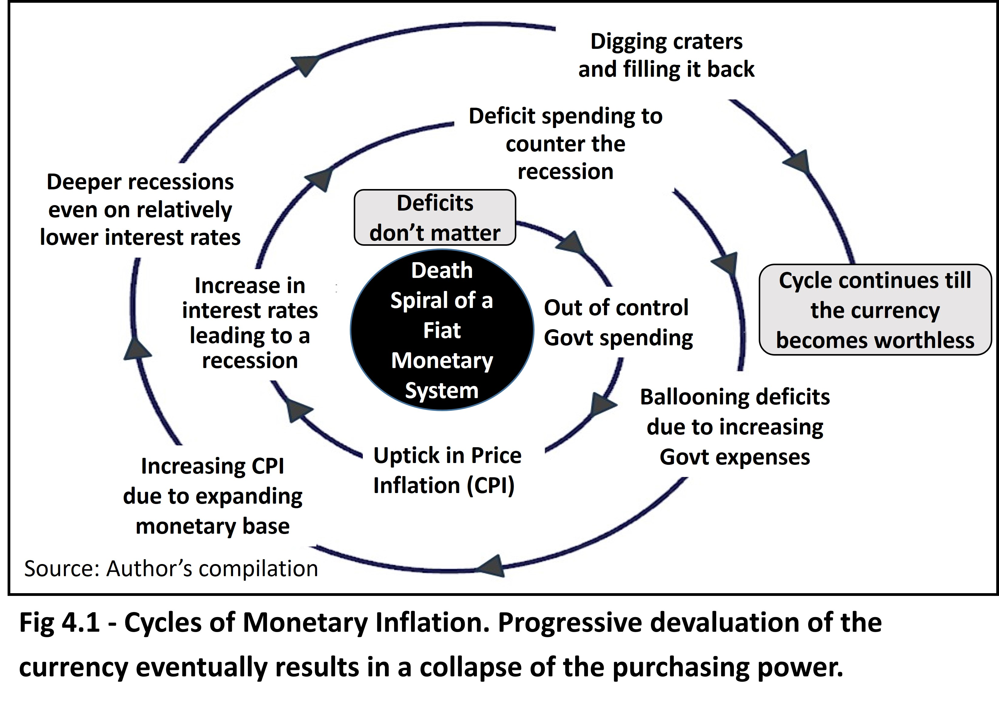 Digging craters
and filling it back
Deficit spending to
counter the
recession
Deeper recessions
even on relatively
lower interest rates
Deficits
don’t matter
Death
Spiral of a
Fiat
Monetary
System
Increase in
interest rates
leading to a
recession
Out of control
Govt spending
Cycle continues till
the currency
becomes worthless
Ballooning deficits
due to increasing
Govt expenses
Uptick in Price
Inflation (CPI)
Increasing CPI
due to expanding
monetary base
Source: Author’s compilation
Fig 4.1 - Cycles of Monetary Inflation. Progressive devaluation of the
currency eventually results in a collapse of the purchasing power.